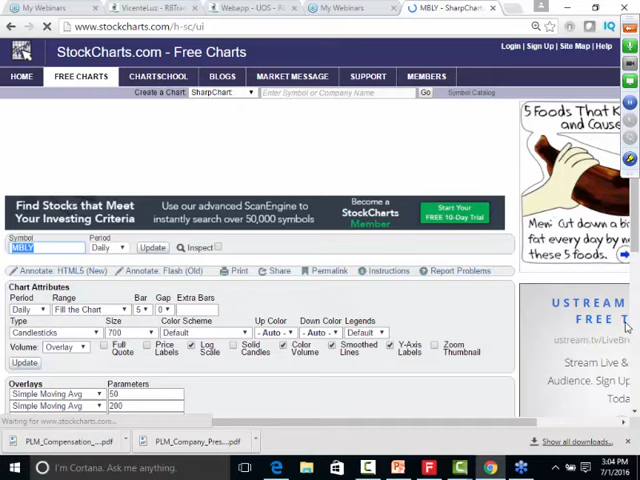 My Webinars
VicenteLuz - RBTrac
Webapp - UOS - Fir
My Webinars
MBLY - SharpChart
www.stockcharts.com/h-sc/ui
IQ
StockCharts.com - Free Charts
Login | Sign Up | Site Map | Help
HOME
FREE CHARTS
CHARTSCHOOL
BLOGS
MARKET MESSAGE
SUPPORT
MEMBERS
Create a Chart: SharpChart Enter Symbol or Company Name Go Symbol Catalog
5 Foods That K
and Cause
Men: Cut down a bi
fat every day by n
these 5 foods.
Find Stocks that Meet
Your Investing Criteria
Use our advanced ScanEngine to
instantly search over 50,000 symbols
Become a
StockCharts
Member
Start Your
FREE 10-Day Trial
Symbol Period
MBLY Daily Update Inspect
Annotate: HTML5 (New) Annotate: Flash (Old) Print Share Permalink Instructions Report Problems
Chart Attributes
Period Range Bar Gap Extra Bars
Daily Fill the Chart 5 0
Type Size Color Scheme Up Color Down Color Legends
Candlesticks 700 Default - Auto - - Auto - Default
Volume: Overlay Full Quote Price Labels Log Scale Solid Candles Color Volume Smoothed Lines Y-Axis Labels Zoom Thumbnail
Update
Overlays Parameters
Simple Moving Avg 50
Simple Moving Avg 200
USTREAM
FREE T
ustream.tv/LiveBro
Stream Live &
Audience. Sign Up
Toda
Waiting for www.stockcharts.com...
PLM_Compensation_....pdf
PLM_Company_Pres....pdf
Show all downloads...
I'm Cortana. Ask me anything.
3:04 PM
7/1/2016